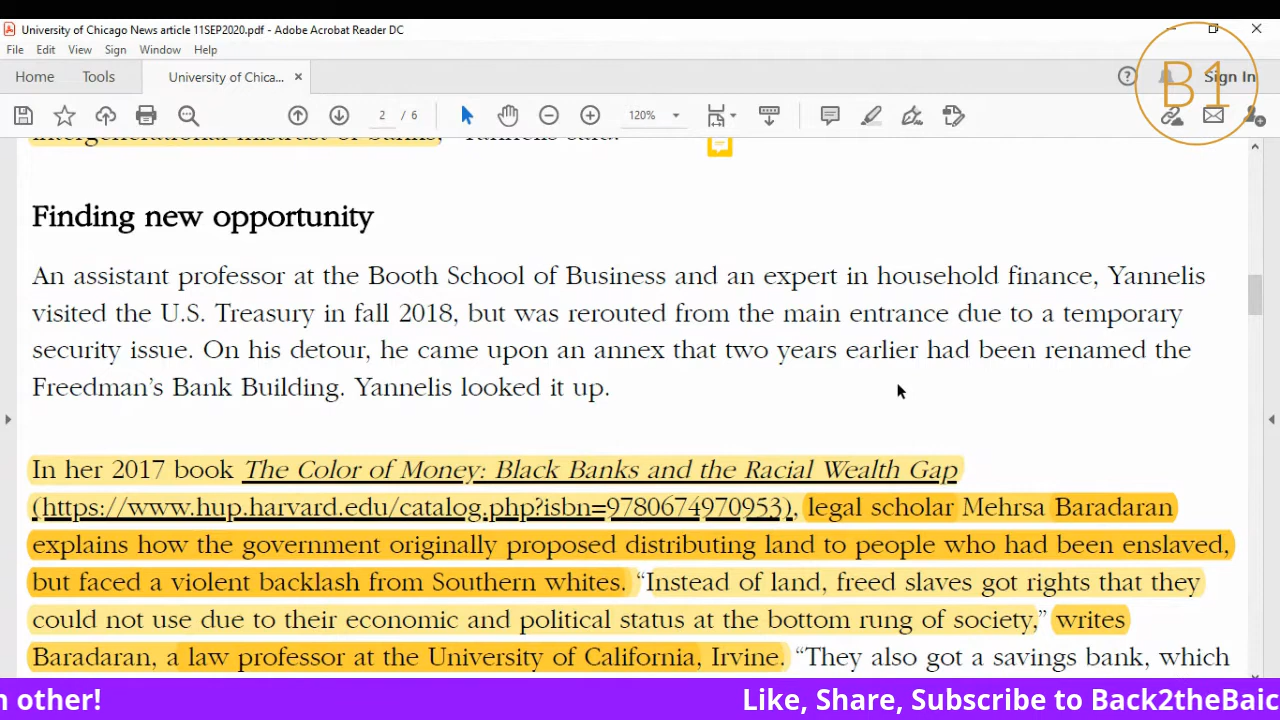 University of Chicago News article 11SEP2020.pdf - Adobe Acrobat Reader DC
File Edit View Sign Window Help
Home Tools University of Chica... × Sign In
B1
2 / 6 120%
intergenerational mistrust of banks,” Yannelis said.
Finding new opportunity
An assistant professor at the Booth School of Business and an expert in household finance, Yannelis
visited the U.S. Treasury in fall 2018, but was rerouted from the main entrance due to a temporary
security issue. On his detour, he came upon an annex that two years earlier had been renamed the
Freedman’s Bank Building. Yannelis looked it up.
In her 2017 book The Color of Money: Black Banks and the Racial Wealth Gap
(https://www.hup.harvard.edu/catalog.php?isbn=9780674970953), legal scholar Mehrsa Baradaran
explains how the government originally proposed distributing land to people who had been enslaved,
but faced a violent backlash from Southern whites. “Instead of land, freed slaves got rights that they
could not use due to their economic and political status at the bottom rung of society,” writes
Baradaran, a law professor at the University of California, Irvine. “They also got a savings bank, which
h other! Like, Share, Subscribe to Back2theBaic